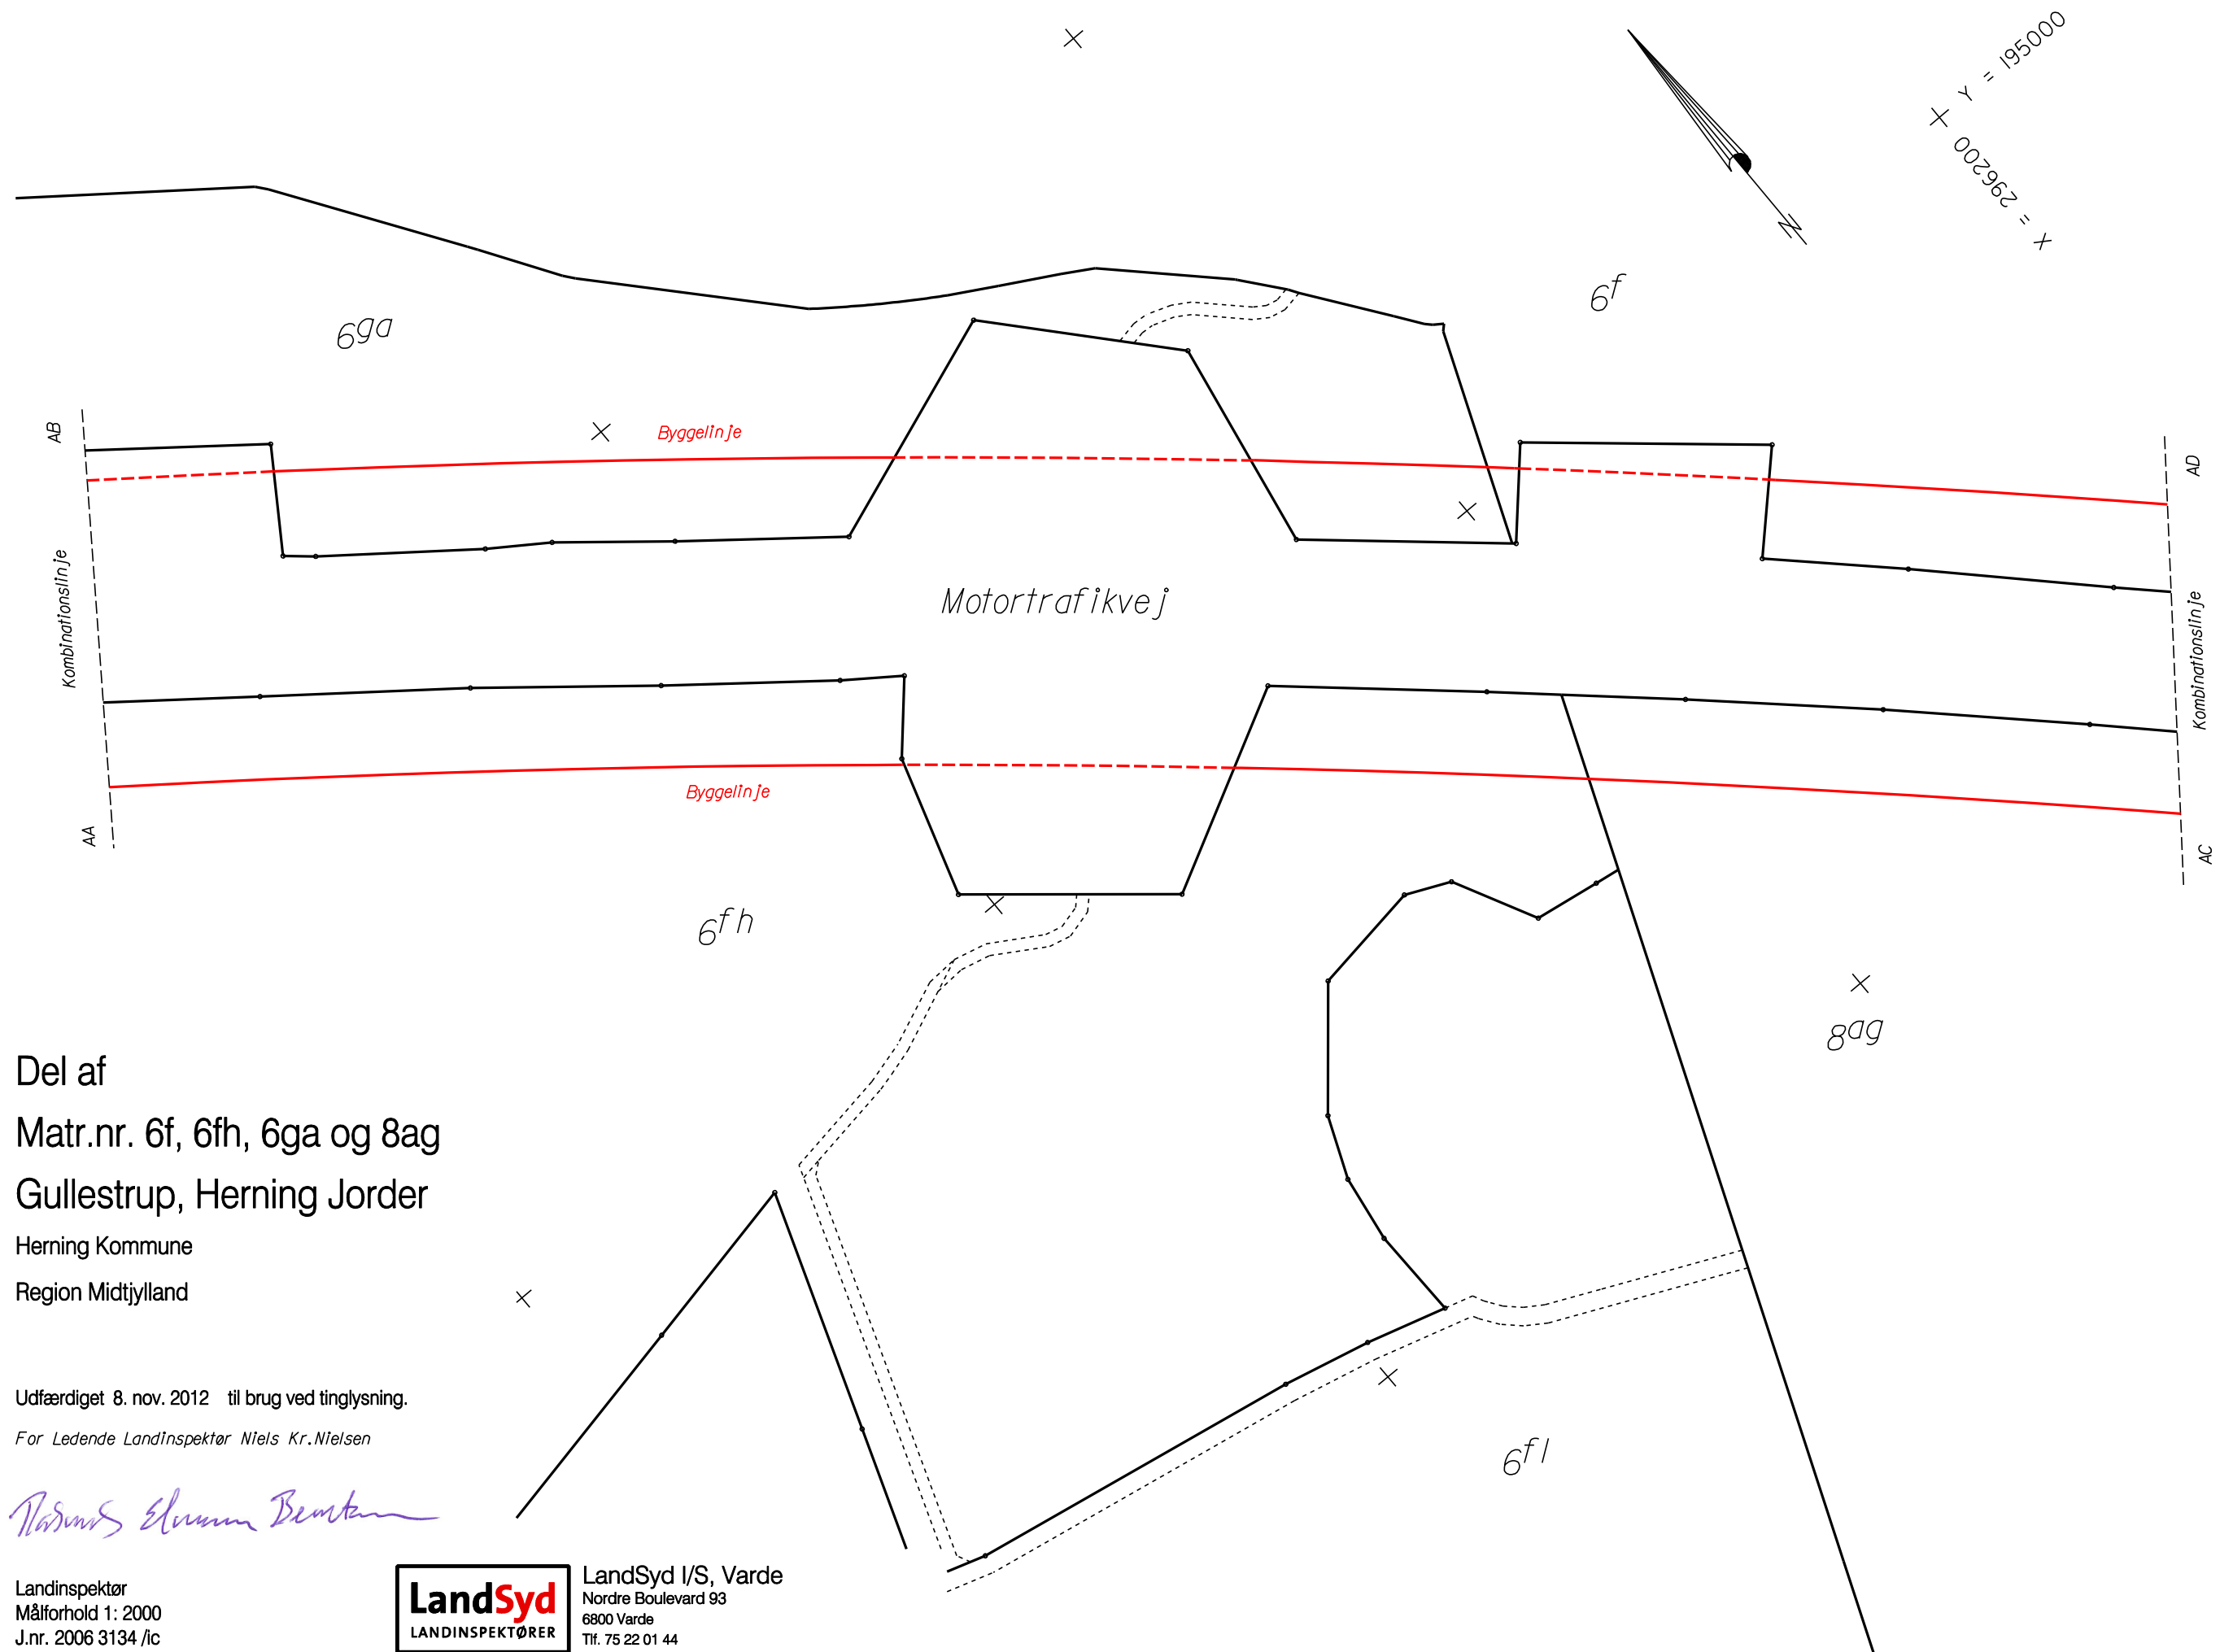 Y = 195000
X = 296200
N
6f
6ga
AB
Byggelinje
AD
Kombinationslinje
Motortrafikvej
Kombinationslinje
Byggelinje
AA
AC
6fh
8ag
Del af
Matr.nr. 6f, 6fh, 6ga og 8ag
Gullestrup, Herning Jorder
Herning Kommune
Region Midtjylland
Udfærdiget 8. nov. 2012 til brug ved tinglysning.
For Ledende Landinspektør Niels Kr.Nielsen
6fl
Landinspektør
Målforhold 1: 2000
J.nr. 2006 3134 /ic
LandSyd
LANDINSPEKTØRER
LandSyd I/S, Varde
Nordre Boulevard 93
6800 Varde
Tlf. 75 22 01 44